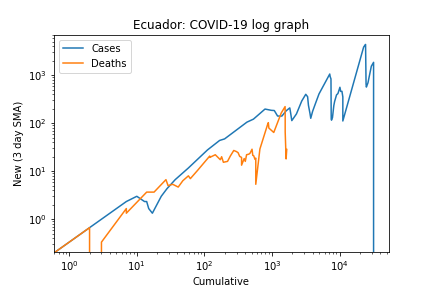 Ecuador: COVID-19 log graph
Cases
Deaths
New (3 day SMA)
10³
10²
10¹
10⁰
10⁰ 10¹ 10² 10³ 10⁴
Cumulative